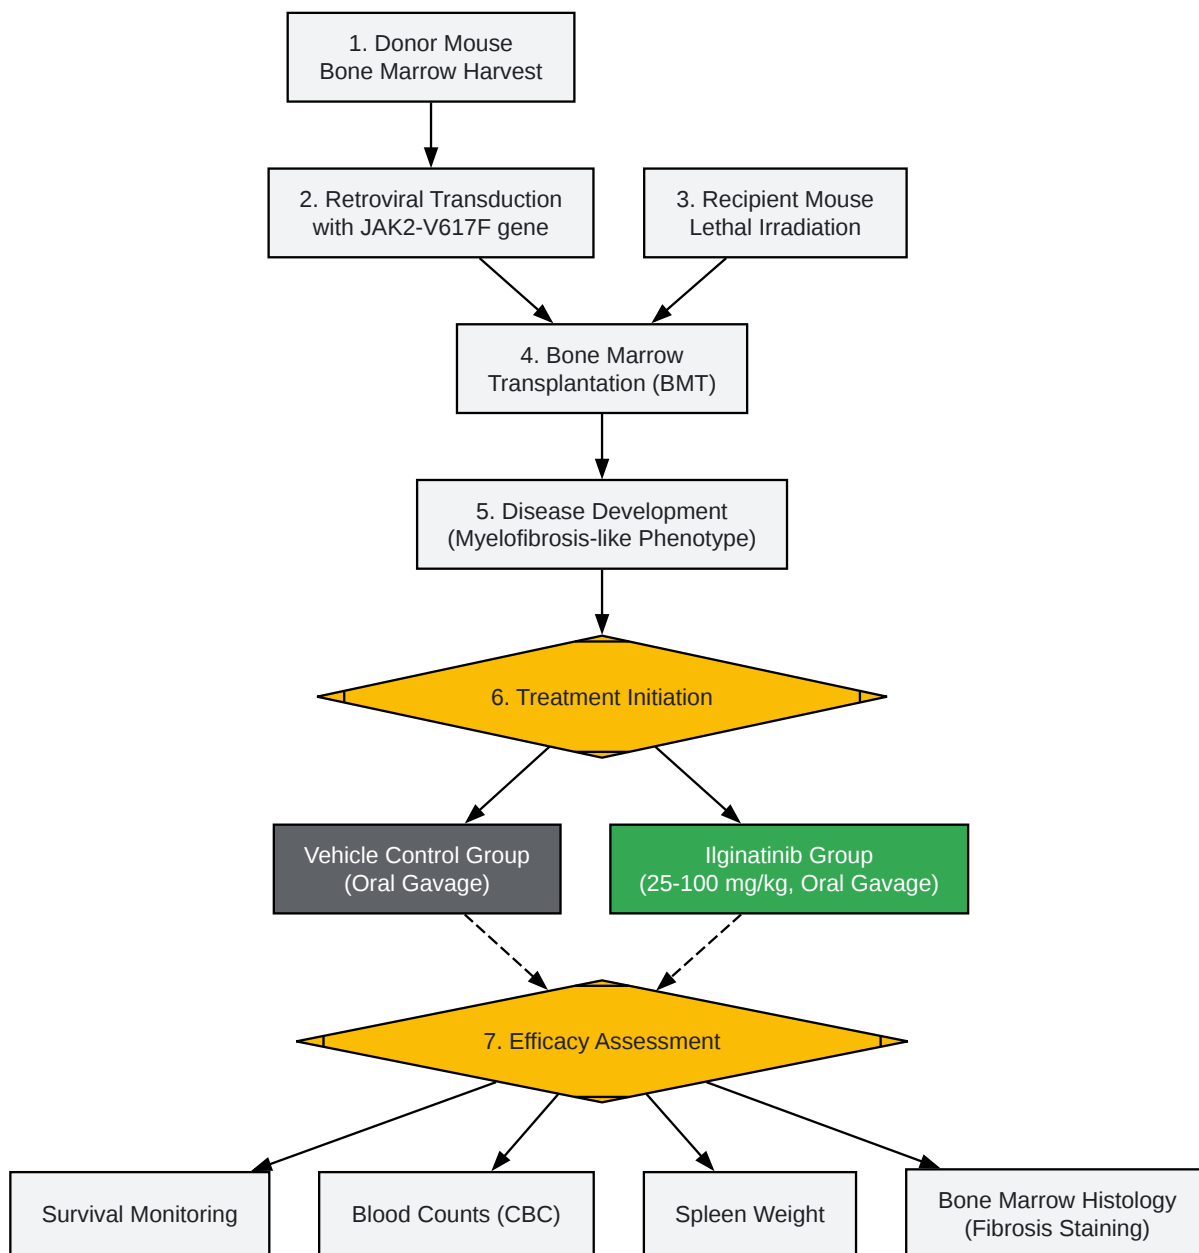 1. Donor Mouse
Bone Marrow Harvest
2. Retroviral Transduction
with JAK2-V617F gene
3. Recipient Mouse
Lethal Irradiation
4. Bone Marrow
Transplantation (BMT)
5. Disease Development
(Myelofibrosis-like Phenotype)
6. Treatment Initiation
Vehicle Control Group
(Oral Gavage)
Ilginatinib Group
(25-100 mg/kg, Oral Gavage)
7. Efficacy Assessment
Survival Monitoring
Blood Counts (CBC)
Spleen Weight
Bone Marrow Histology
(Fibrosis Staining)